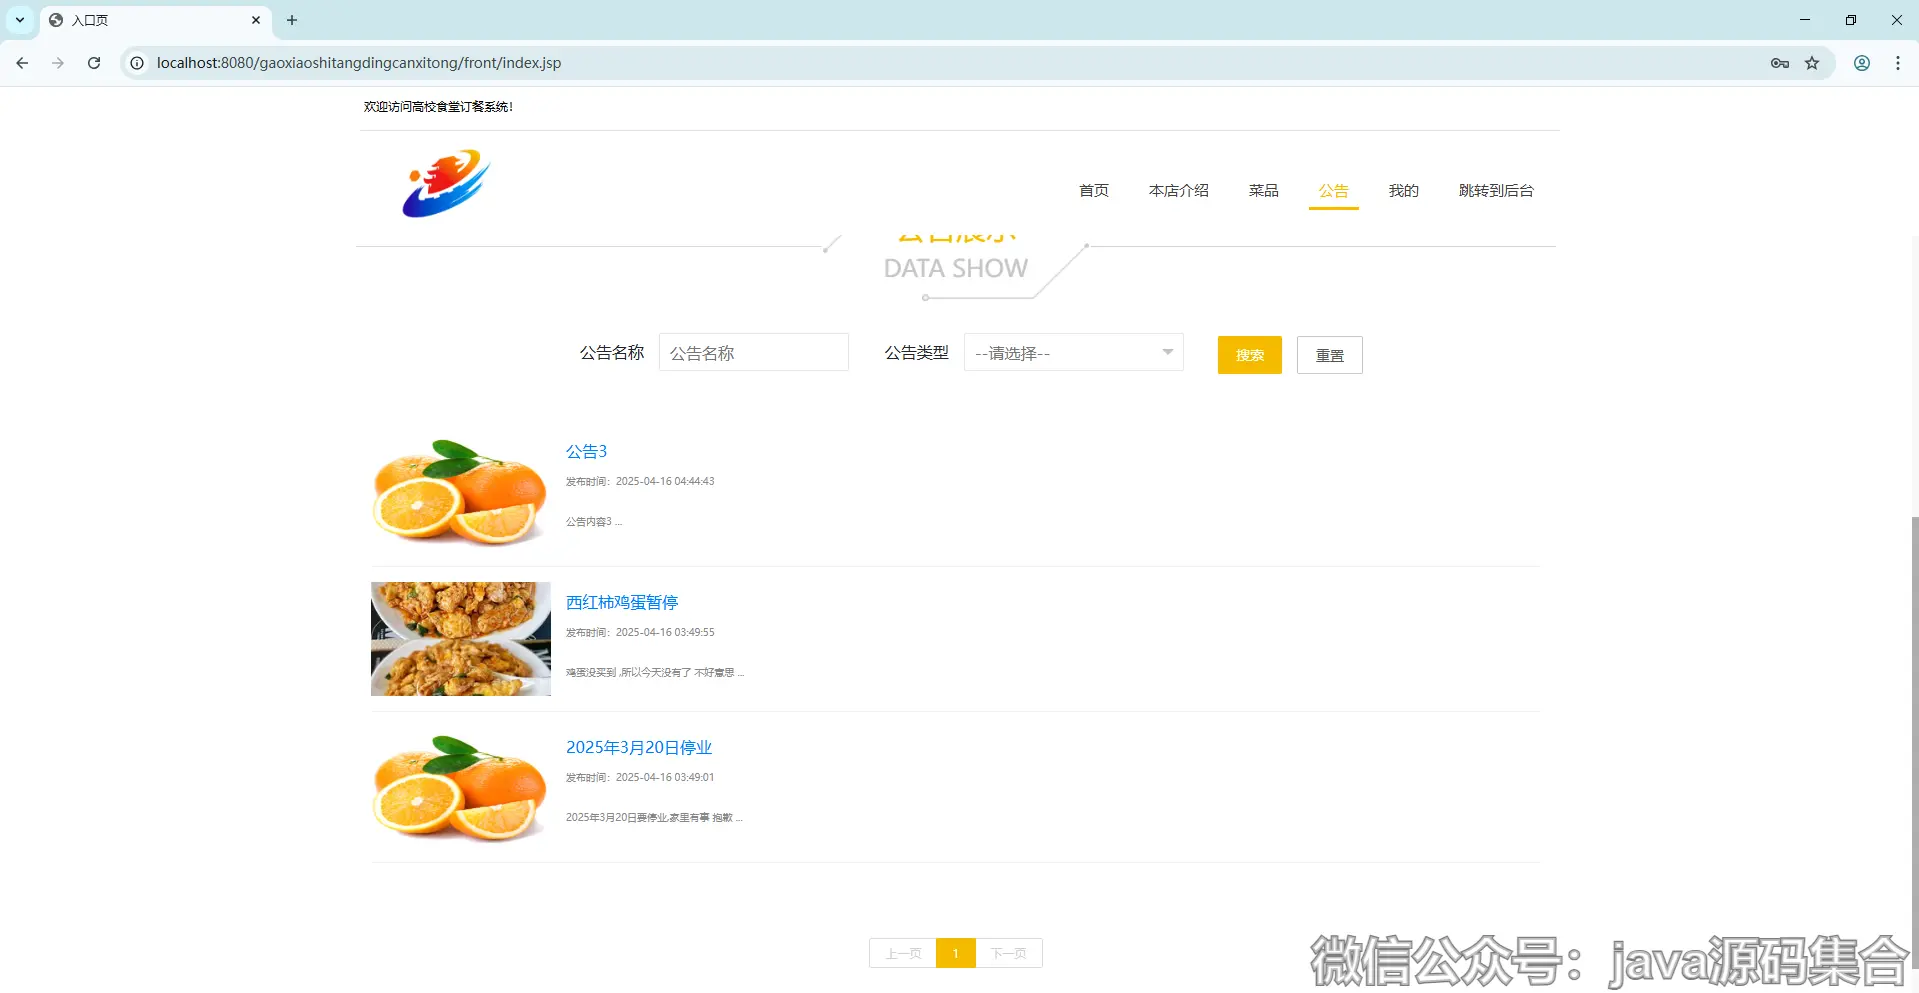 入口页
localhost:8080/gaoxiaoshitangdingcanxitong/front/index.jsp
欢迎访问高校食堂订餐系统!
首页 本店介绍 菜品 公告 我的 跳转到后台
公告展示
DATA SHOW
公告名称 公告名称 公告类型 --请选择-- 搜索 重置
公告3
发布时间：2025-04-16 04:44:43
公告内容3 ...
西红柿鸡蛋暂停
发布时间：2025-04-16 03:49:55
鸡蛋没买到 ,所以今天没有了 不好意思 ...
2025年3月20日停业
发布时间：2025-04-16 03:49:01
2025年3月20日要停业,家里有事 抱歉 ...
上一页 1 下一页
微信公众号：java源码集合